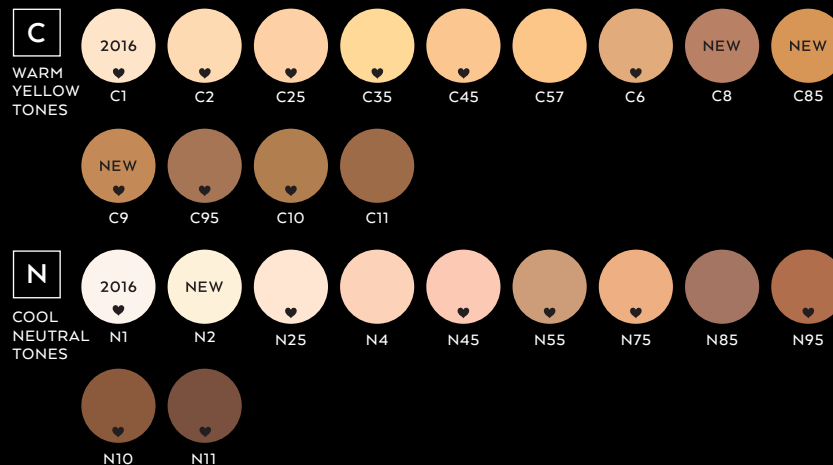 C
WARM
YELLOW
TONES
2016
NEW
NEW
C1
C2
C25
C35
C45
C57
C6
C8
C85
NEW
C9
C95
C10
C11
N
COOL
NEUTRAL
TONES
2016
NEW
N1
N2
N25
N4
N45
N55
N75
N85
N95
N10
N11